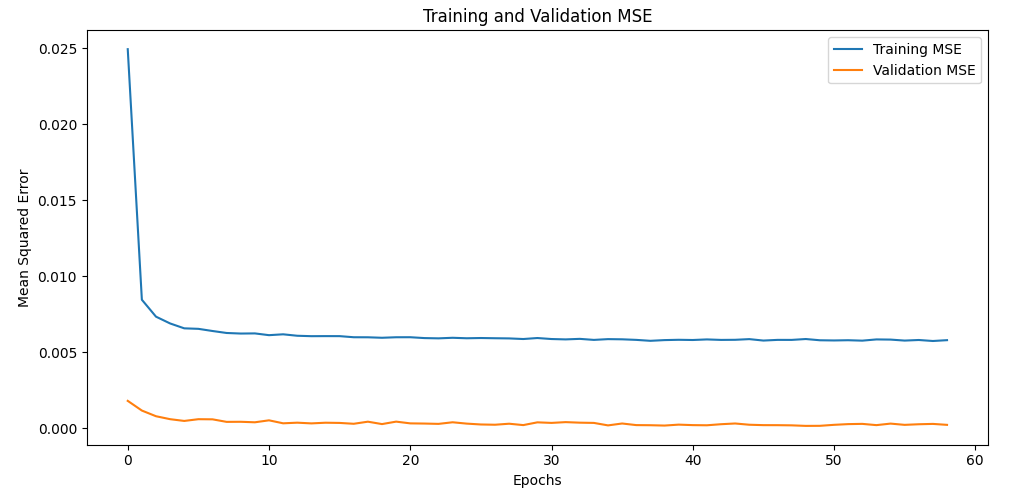 Training and Validation MSE
Training MSE
Validation MSE
Mean Squared Error
0.025
0.020
0.015
0.010
0.005
0.000
0 10 20 30 40 50 60
Epochs